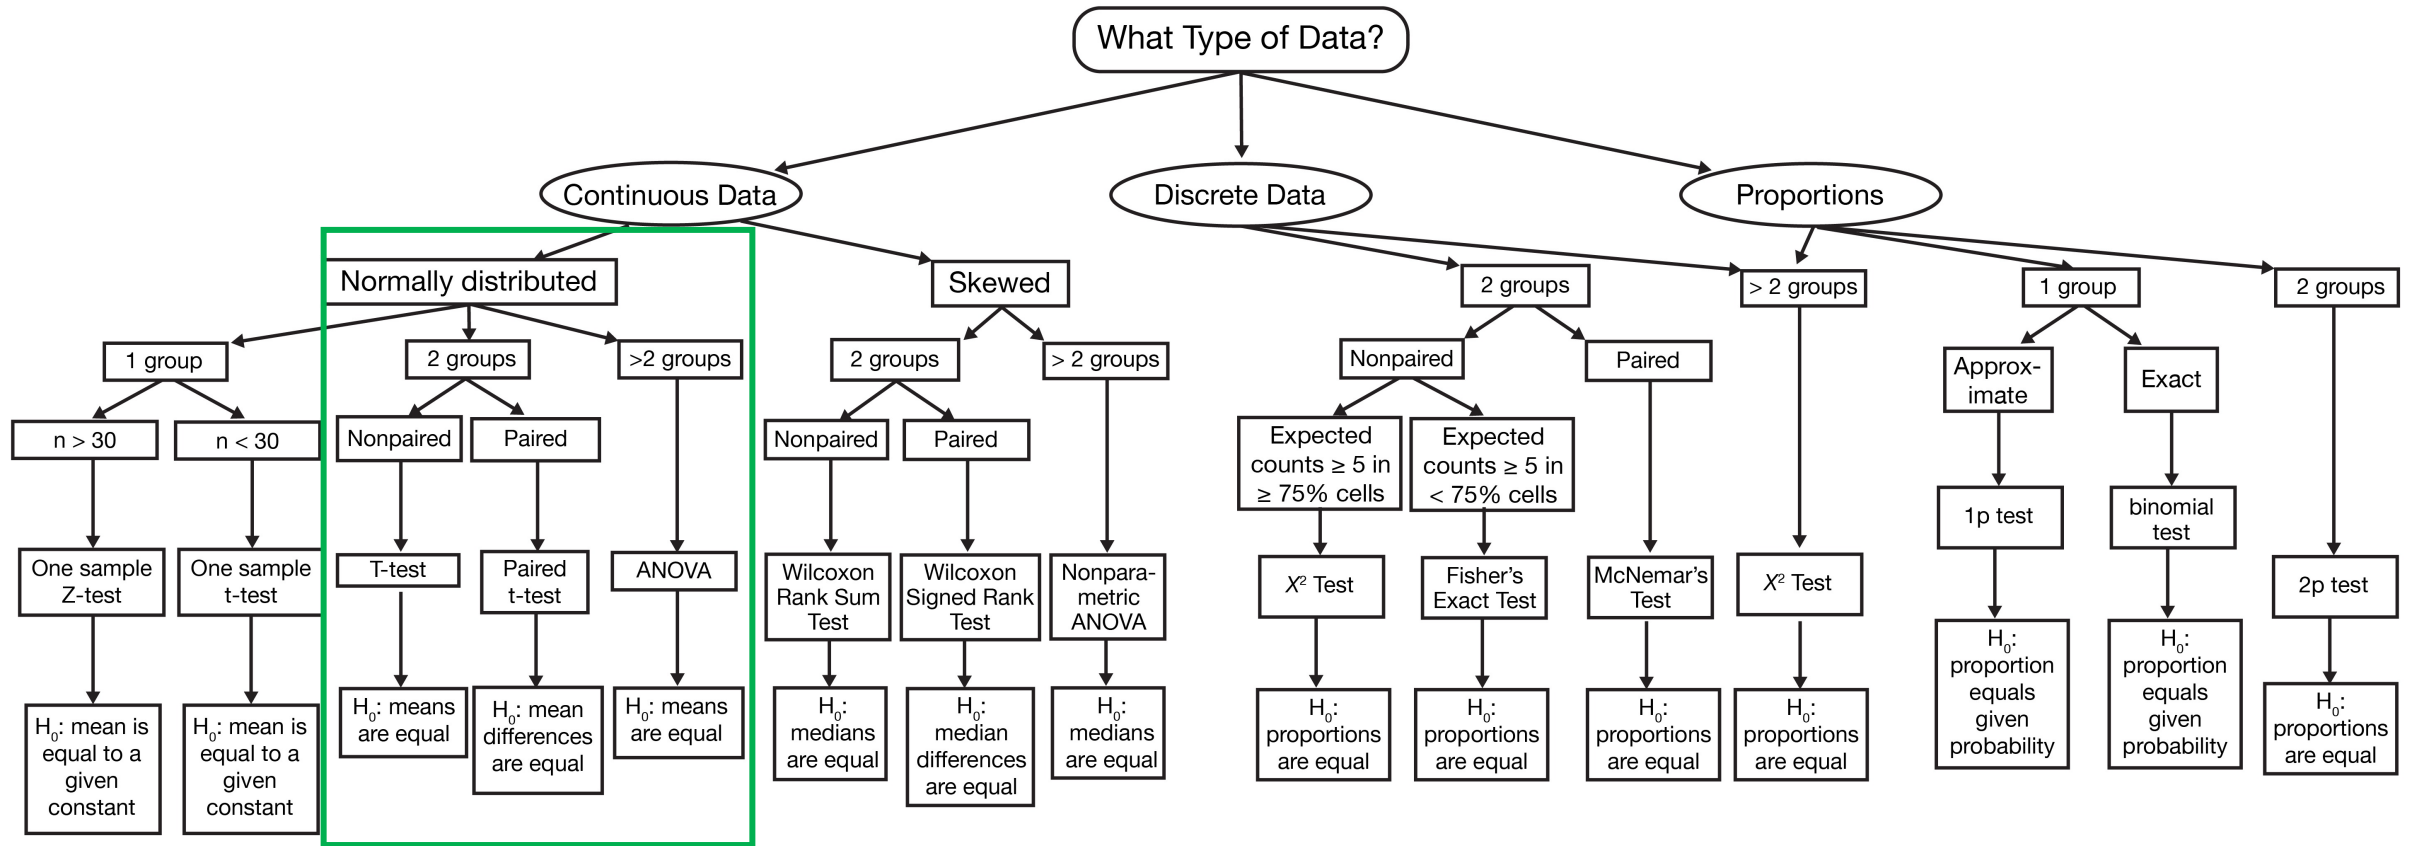 What Type of Data?
Continuous Data
Discrete Data
Proportions
Normally distributed
Skewed
2 groups
> 2 groups
1 group
2 groups
1 group
2 groups
>2 groups
2 groups
> 2 groups
Nonpaired
Paired
Approx-
imate
Exact
n > 30
n < 30
Nonpaired
Paired
Nonpaired
Paired
Expected
counts ≥ 5 in
≥ 75% cells
Expected
counts ≥ 5 in
< 75% cells
1p test
binomial
test
One sample
Z-test
One sample
t-test
T-test
Paired
t-test
ANOVA
Wilcoxon
Rank Sum
Test
Wilcoxon
Signed Rank
Test
Nonpara-
metric
ANOVA
X² Test
Fisher's
Exact Test
McNemar's
Test
X² Test
2p test
H₀: mean is
equal to a
given
constant
H₀: mean is
equal to a
given
constant
H₀: means
are equal
H₀: mean
differences
are equal
H₀: means
are equal
H₀:
medians
are equal
H₀:
median
differences
are equal
H₀:
medians
are equal
H₀:
proportions
are equal
H₀:
proportions
are equal
H₀:
proportions
are equal
H₀:
proportions
are equal
H₀:
proportion
equals
given
probability
H₀:
proportion
equals
given
probability
H₀:
proportions
are equal